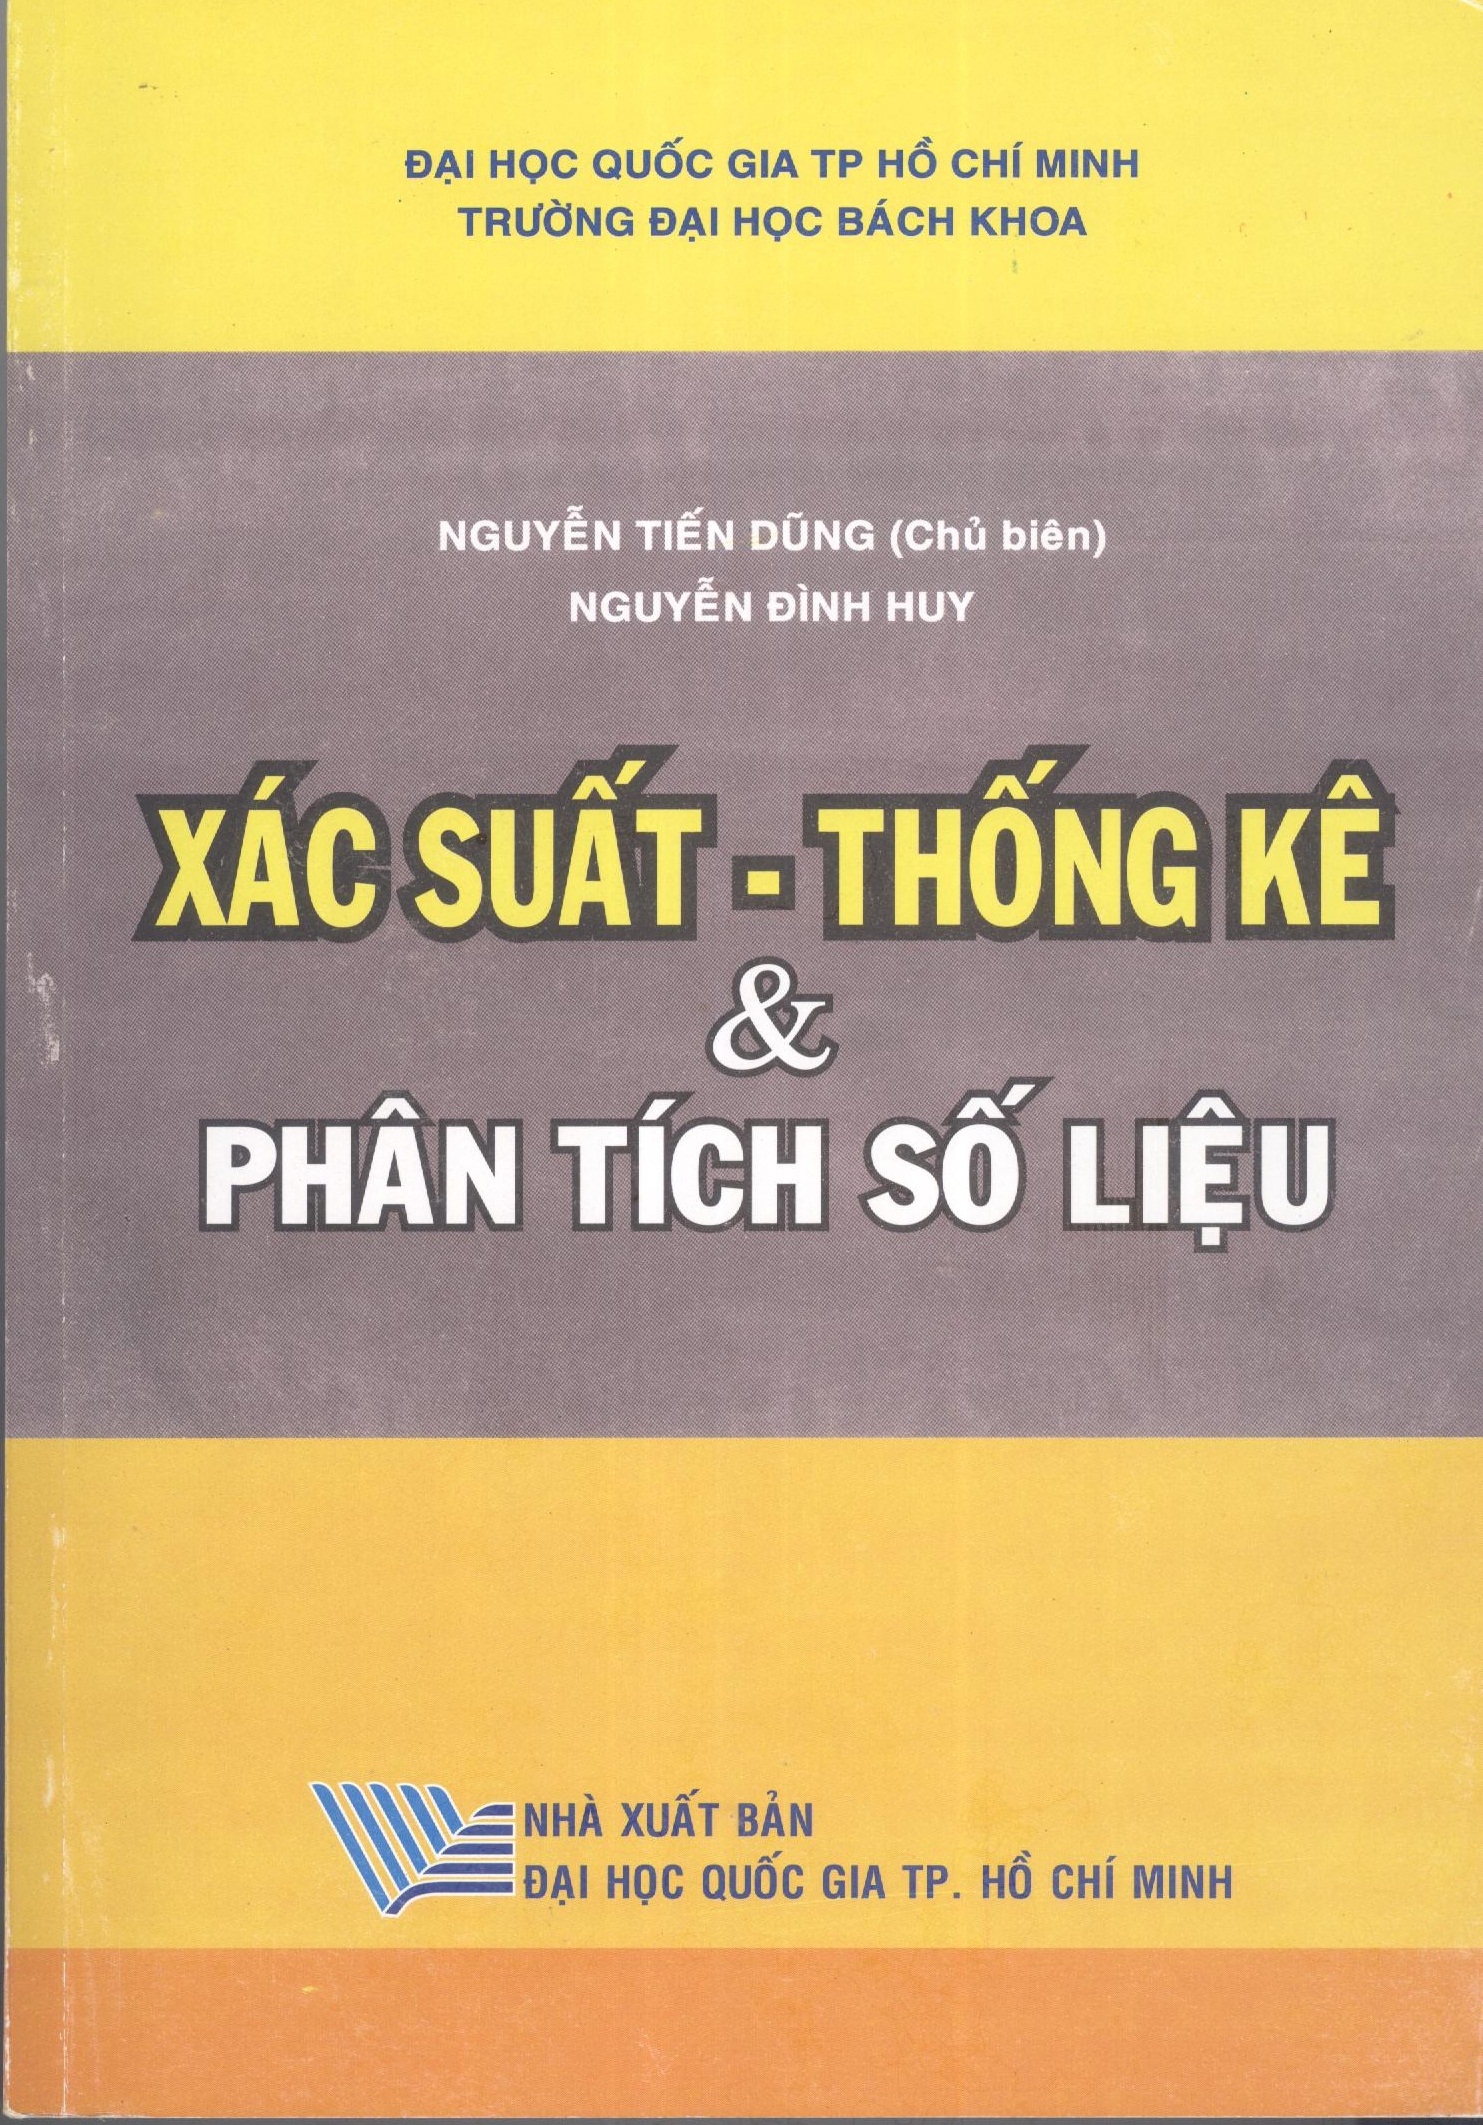 ĐẠI HỌC QUỐC GIA TP HỒ CHÍ MINH
TRƯỜNG ĐẠI HỌC BÁCH KHOA
NGUYỄN TIẾN DŨNG (Chủ biên)
NGUYỄN ĐÌNH HUY
XÁC SUẤT - THỐNG KÊ
&
PHÂN TÍCH SỐ LIỆU
NHÀ XUẤT BẢN
ĐẠI HỌC QUỐC GIA TP. HỒ CHÍ MINH